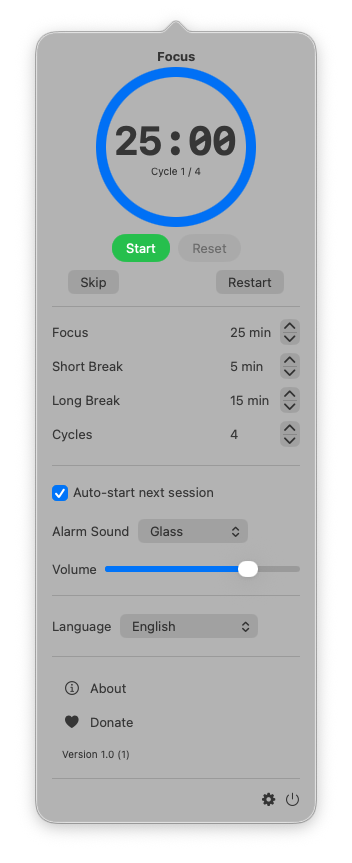 Focus
25:00
Cycle 1 / 4
Start Reset
Skip Restart
Focus 25 min
Short Break 5 min
Long Break 15 min
Cycles 4
Auto-start next session
Alarm Sound Glass
Volume
Language English
About
Donate
Version 1.0 (1)